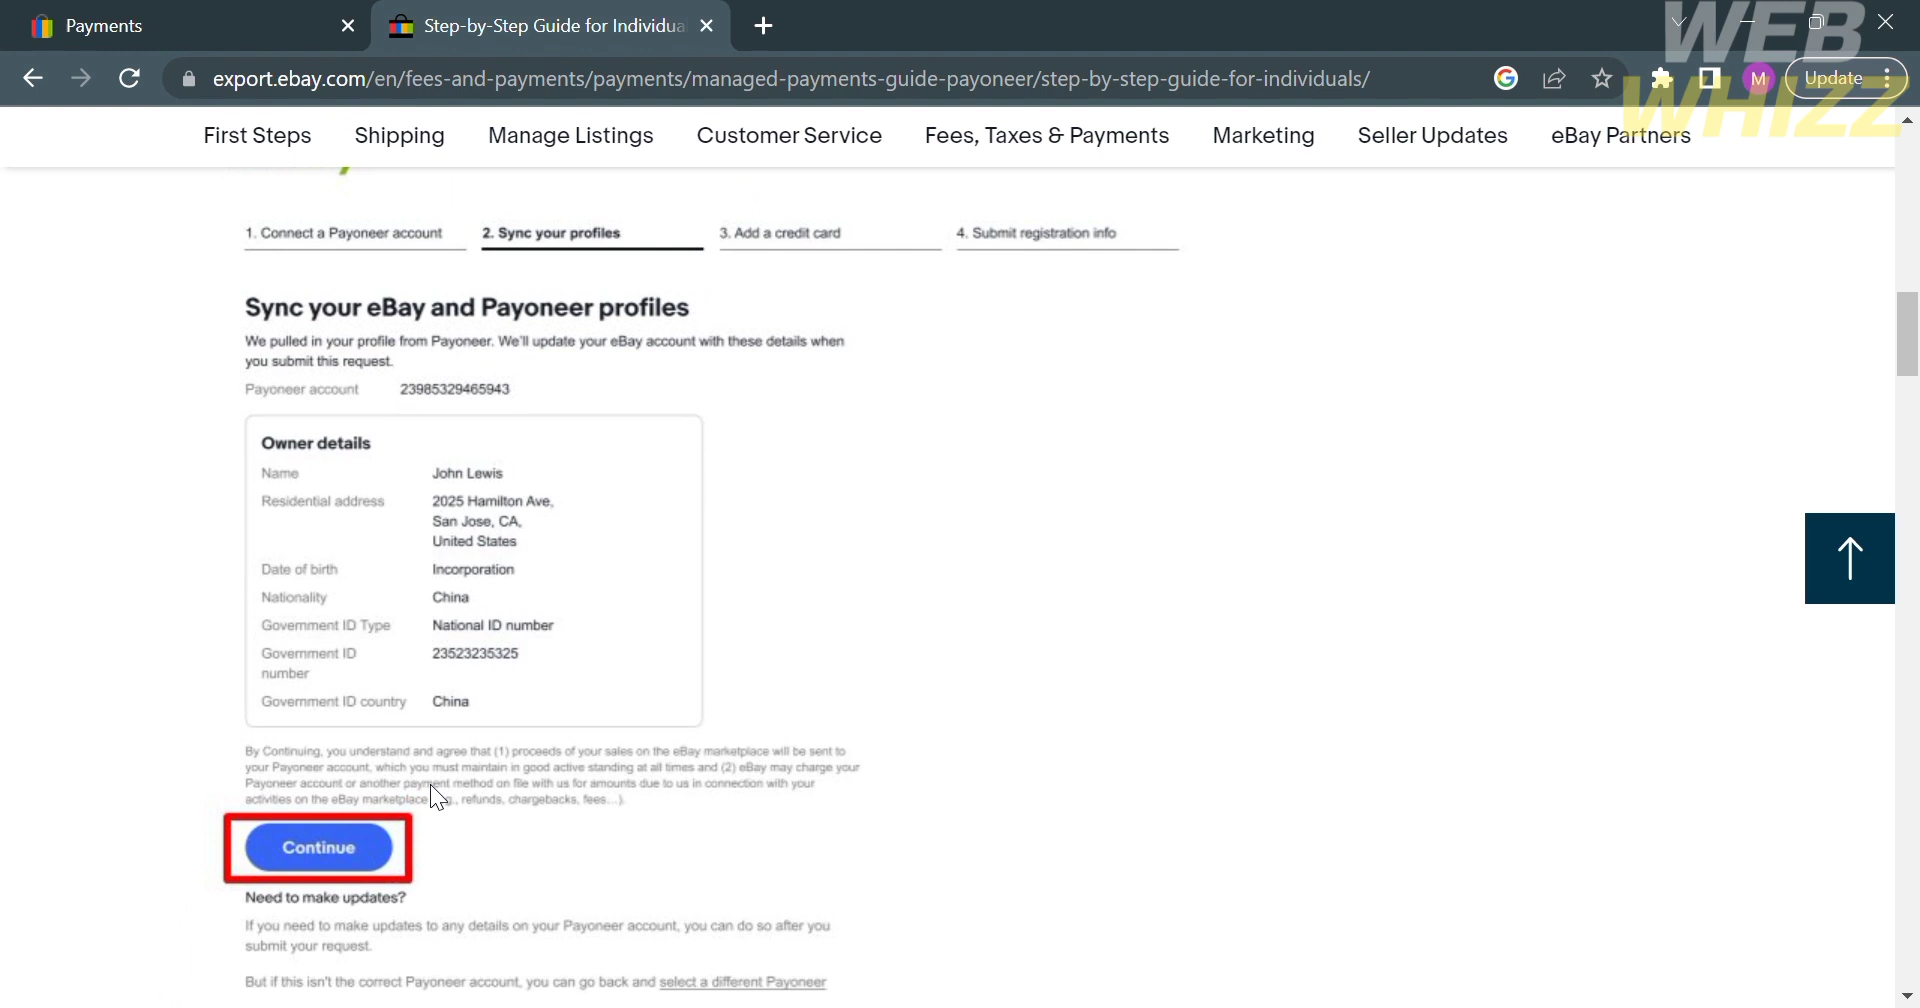 Payments
Step-by-Step Guide for Individua
WEB
WHIZZ
export.ebay.com/en/fees-and-payments/payments/managed-payments-guide-payoneer/step-by-step-guide-for-individuals/
M
Update
First Steps Shipping Manage Listings Customer Service Fees, Taxes & Payments Marketing Seller Updates eBay Partners
1. Connect a Payoneer account 2. Sync your profiles 3. Add a credit card 4. Submit registration info
Sync your eBay and Payoneer profiles
We pulled in your profile from Payoneer. We'll update your eBay account with these details when
you submit this request.
Payoneer account 23985329465943
Owner details
Name John Lewis
Residential address 2025 Hamilton Ave,
San Jose, CA,
United States
Date of birth Incorporation
Nationality China
Government ID Type National ID number
Government ID 23523235325
number
Government ID country China
By Continuing, you understand and agree that (1) proceeds of your sales on the eBay marketplace will be sent to
your Payoneer account, which you must maintain in good active standing at all times and (2) eBay may charge your
Payoneer account or another payment method on file with us for amounts due to us in connection with your
activities on the eBay marketplace ., refunds, chargebacks, fees...).
Continue
Need to make updates?
If you need to make updates to any details on your Payoneer account, you can do so after you
submit your request.
But if this isn't the correct Payoneer account, you can go back and select a different Payoneer